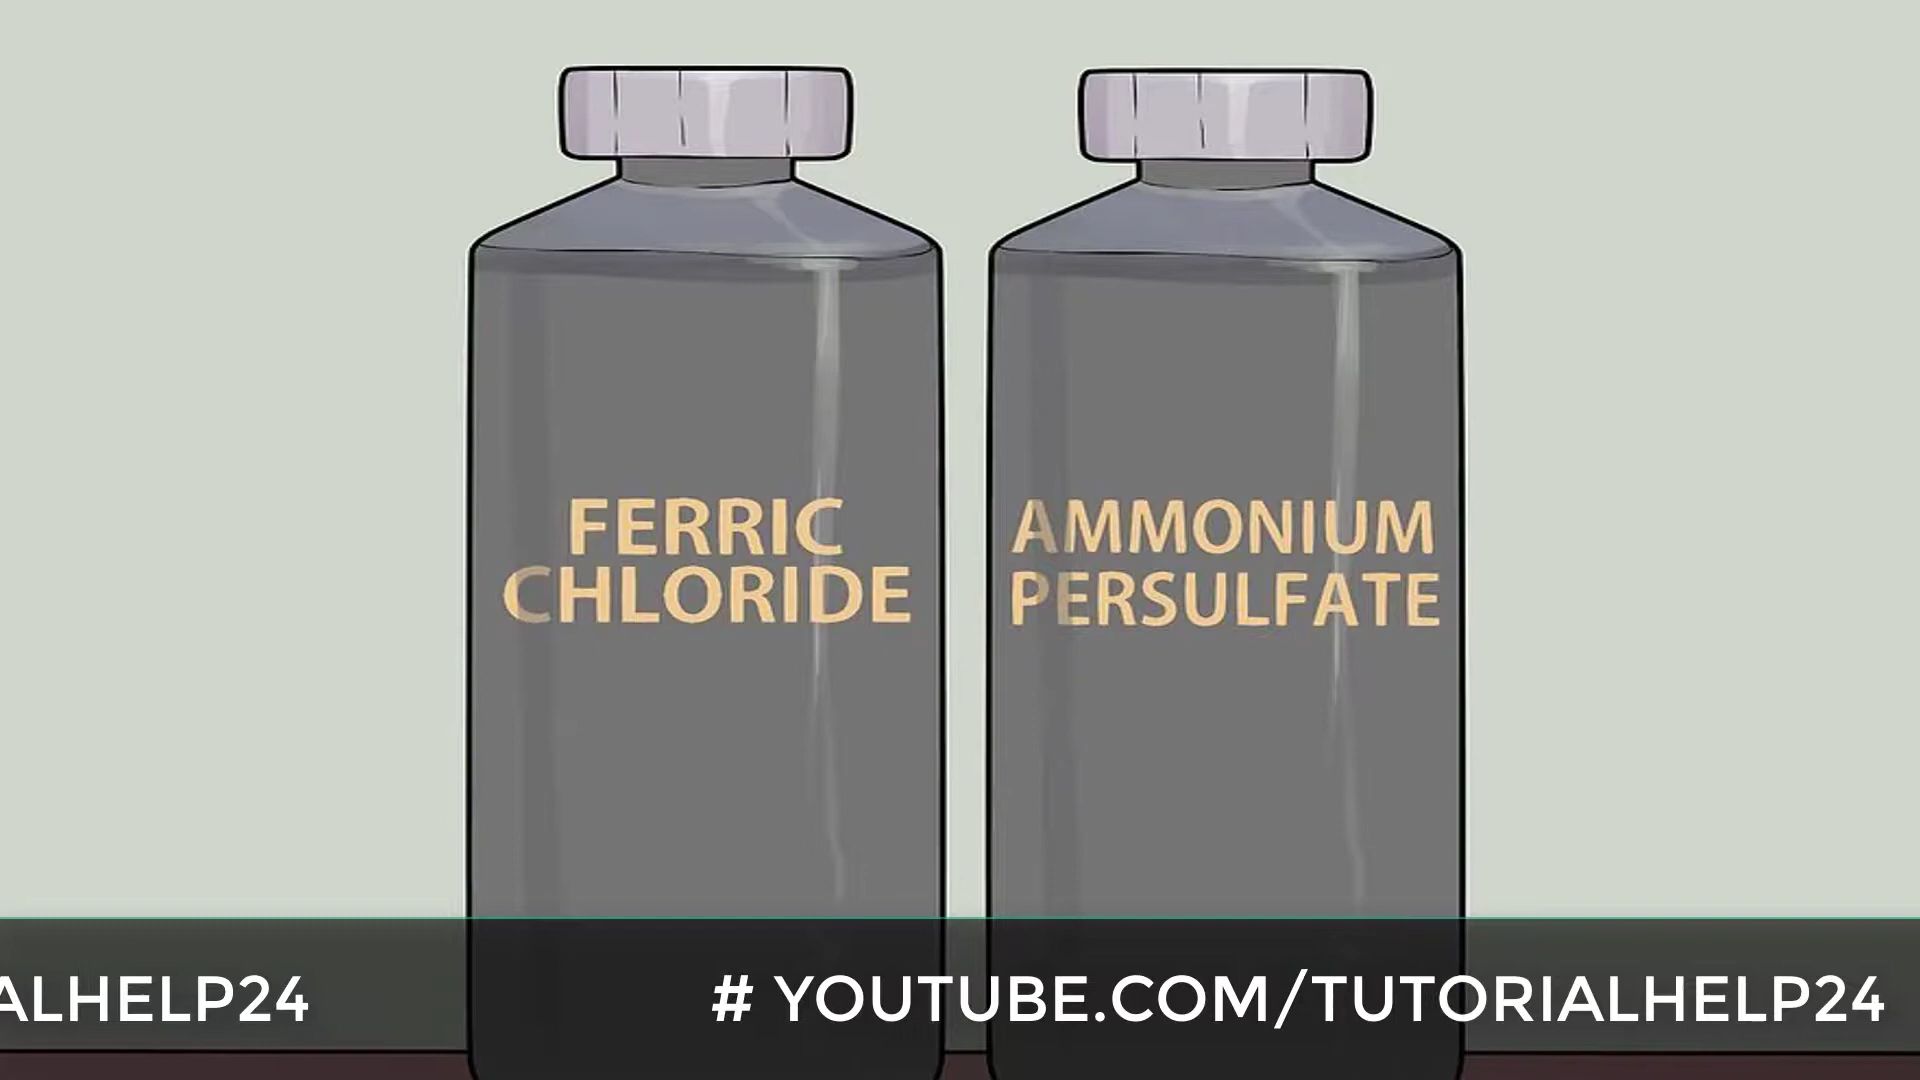 FERRIC
CHLORIDE
AMMONIUM
PERSULFATE
ALHELP24 # YOUTUBE.COM/TUTORIALHELP24